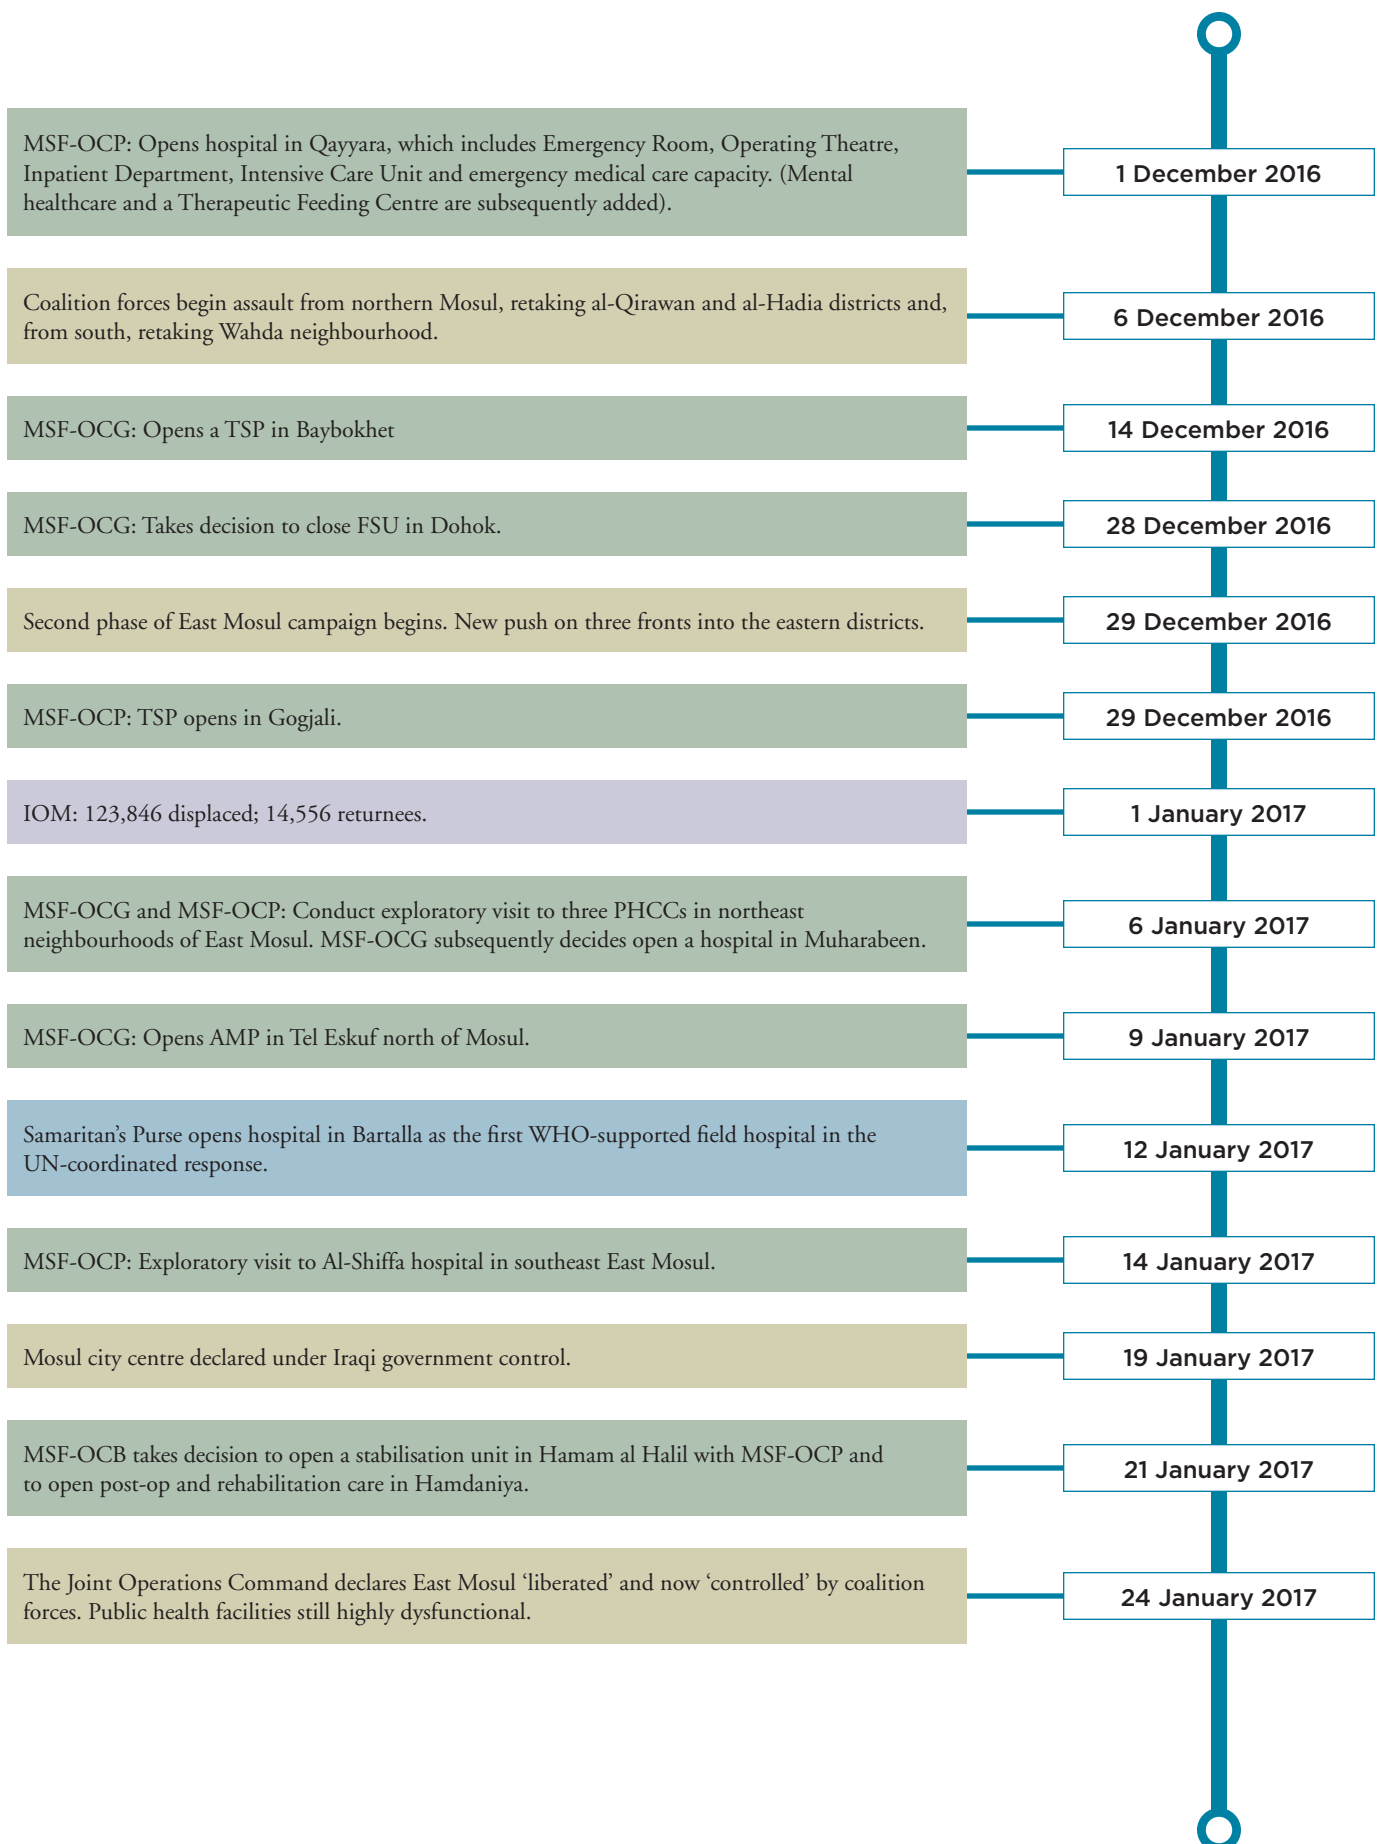 MSF-OCP: Opens hospital in Qayyara, which includes Emergency Room, Operating Theatre,
Inpatient Department, Intensive Care Unit and emergency medical care capacity. (Mental
healthcare and a Therapeutic Feeding Centre are subsequently added).
1 December 2016
Coalition forces begin assault from northern Mosul, retaking al-Qirawan and al-Hadia districts and,
from south, retaking Wahda neighbourhood.
6 December 2016
MSF-OCG: Opens a TSP in Baybokhet
14 December 2016
MSF-OCG: Takes decision to close FSU in Dohok.
28 December 2016
Second phase of East Mosul campaign begins. New push on three fronts into the eastern districts.
29 December 2016
MSF-OCP: TSP opens in Gogjali.
29 December 2016
IOM: 123,846 displaced; 14,556 returnees.
1 January 2017
MSF-OCG and MSF-OCP: Conduct exploratory visit to three PHCCs in northeast
neighbourhoods of East Mosul. MSF-OCG subsequently decides open a hospital in Muharabeen.
6 January 2017
MSF-OCG: Opens AMP in Tel Eskuf north of Mosul.
9 January 2017
Samaritan’s Purse opens hospital in Bartalla as the first WHO-supported field hospital in the
UN-coordinated response.
12 January 2017
MSF-OCP: Exploratory visit to Al-Shiffa hospital in southeast East Mosul.
14 January 2017
Mosul city centre declared under Iraqi government control.
19 January 2017
MSF-OCB takes decision to open a stabilisation unit in Hamam al Halil with MSF-OCP and
to open post-op and rehabilitation care in Hamdaniya.
21 January 2017
The Joint Operations Command declares East Mosul ‘liberated’ and now ‘controlled’ by coalition
forces. Public health facilities still highly dysfunctional.
24 January 2017